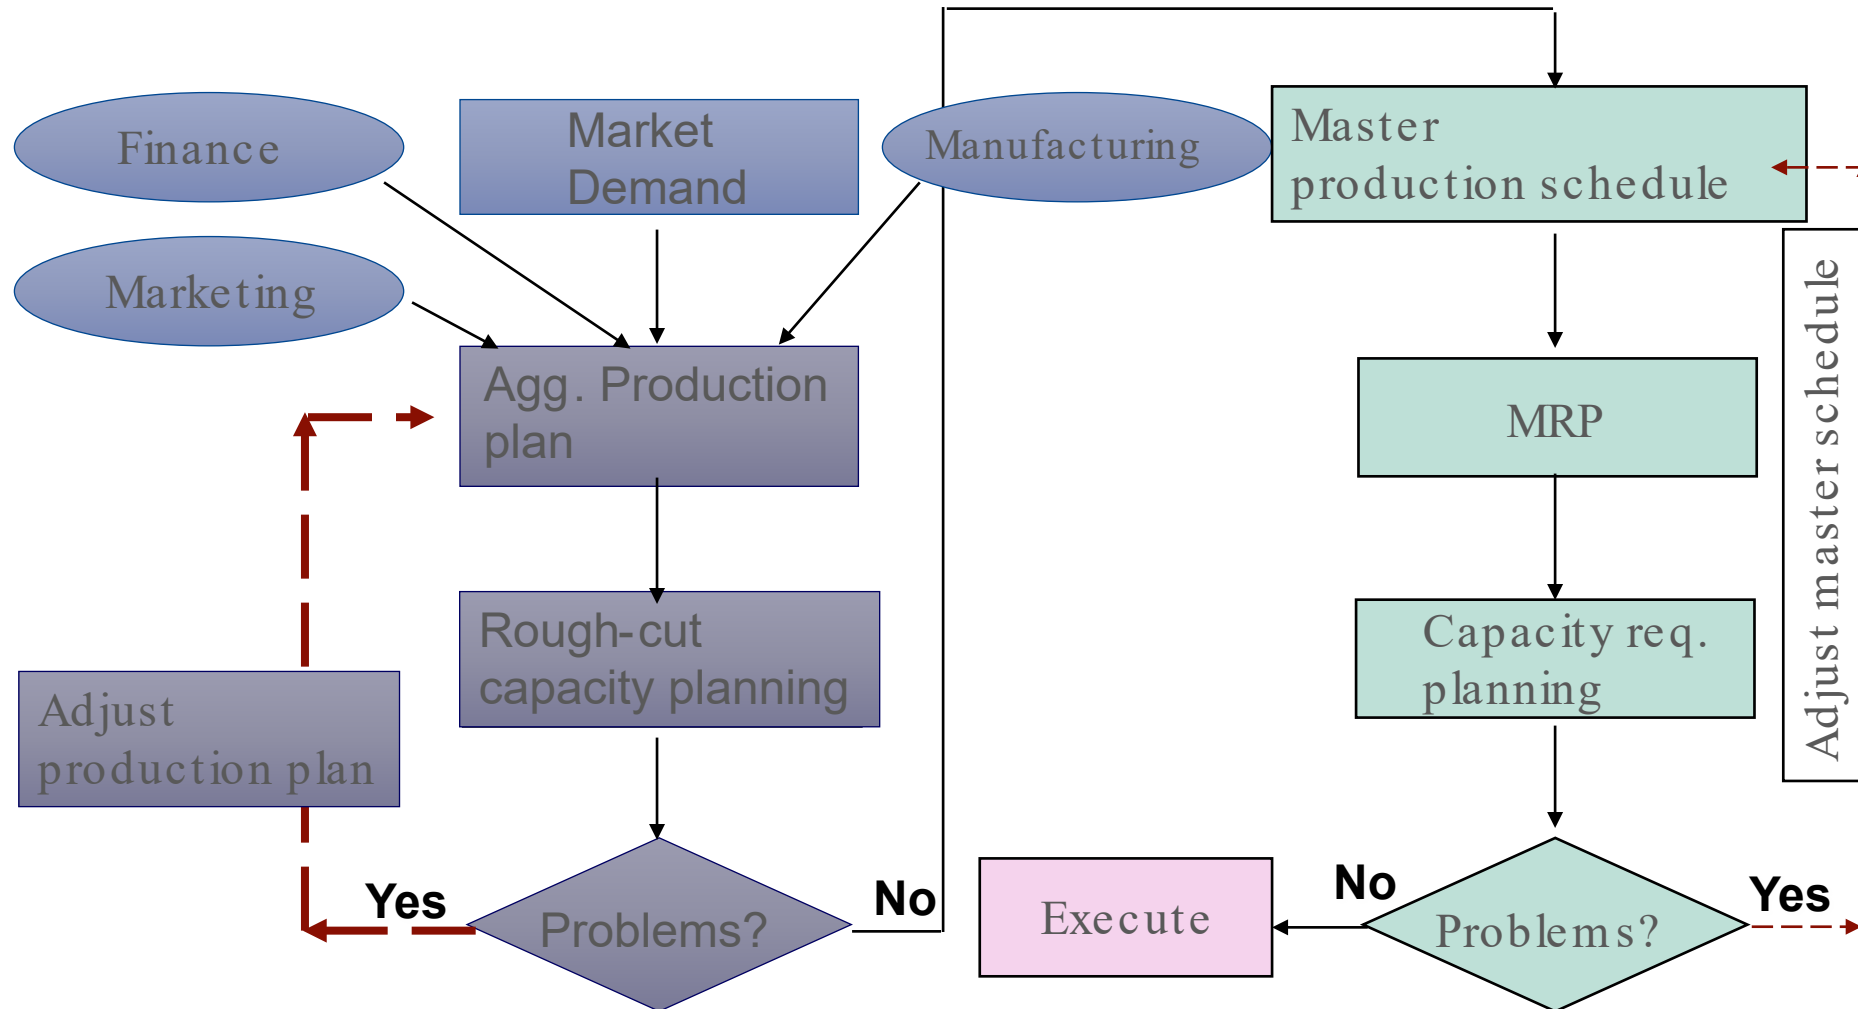 Finance
Market
Demand
Manufacturing
Master
production schedule
Marketing
Agg. Production
plan
MRP
Adjust master schedule
Rough-cut
capacity planning
Capacity req.
planning
Adjust
production plan
Yes
Problems?
No
Execute
No
Problems?
Yes